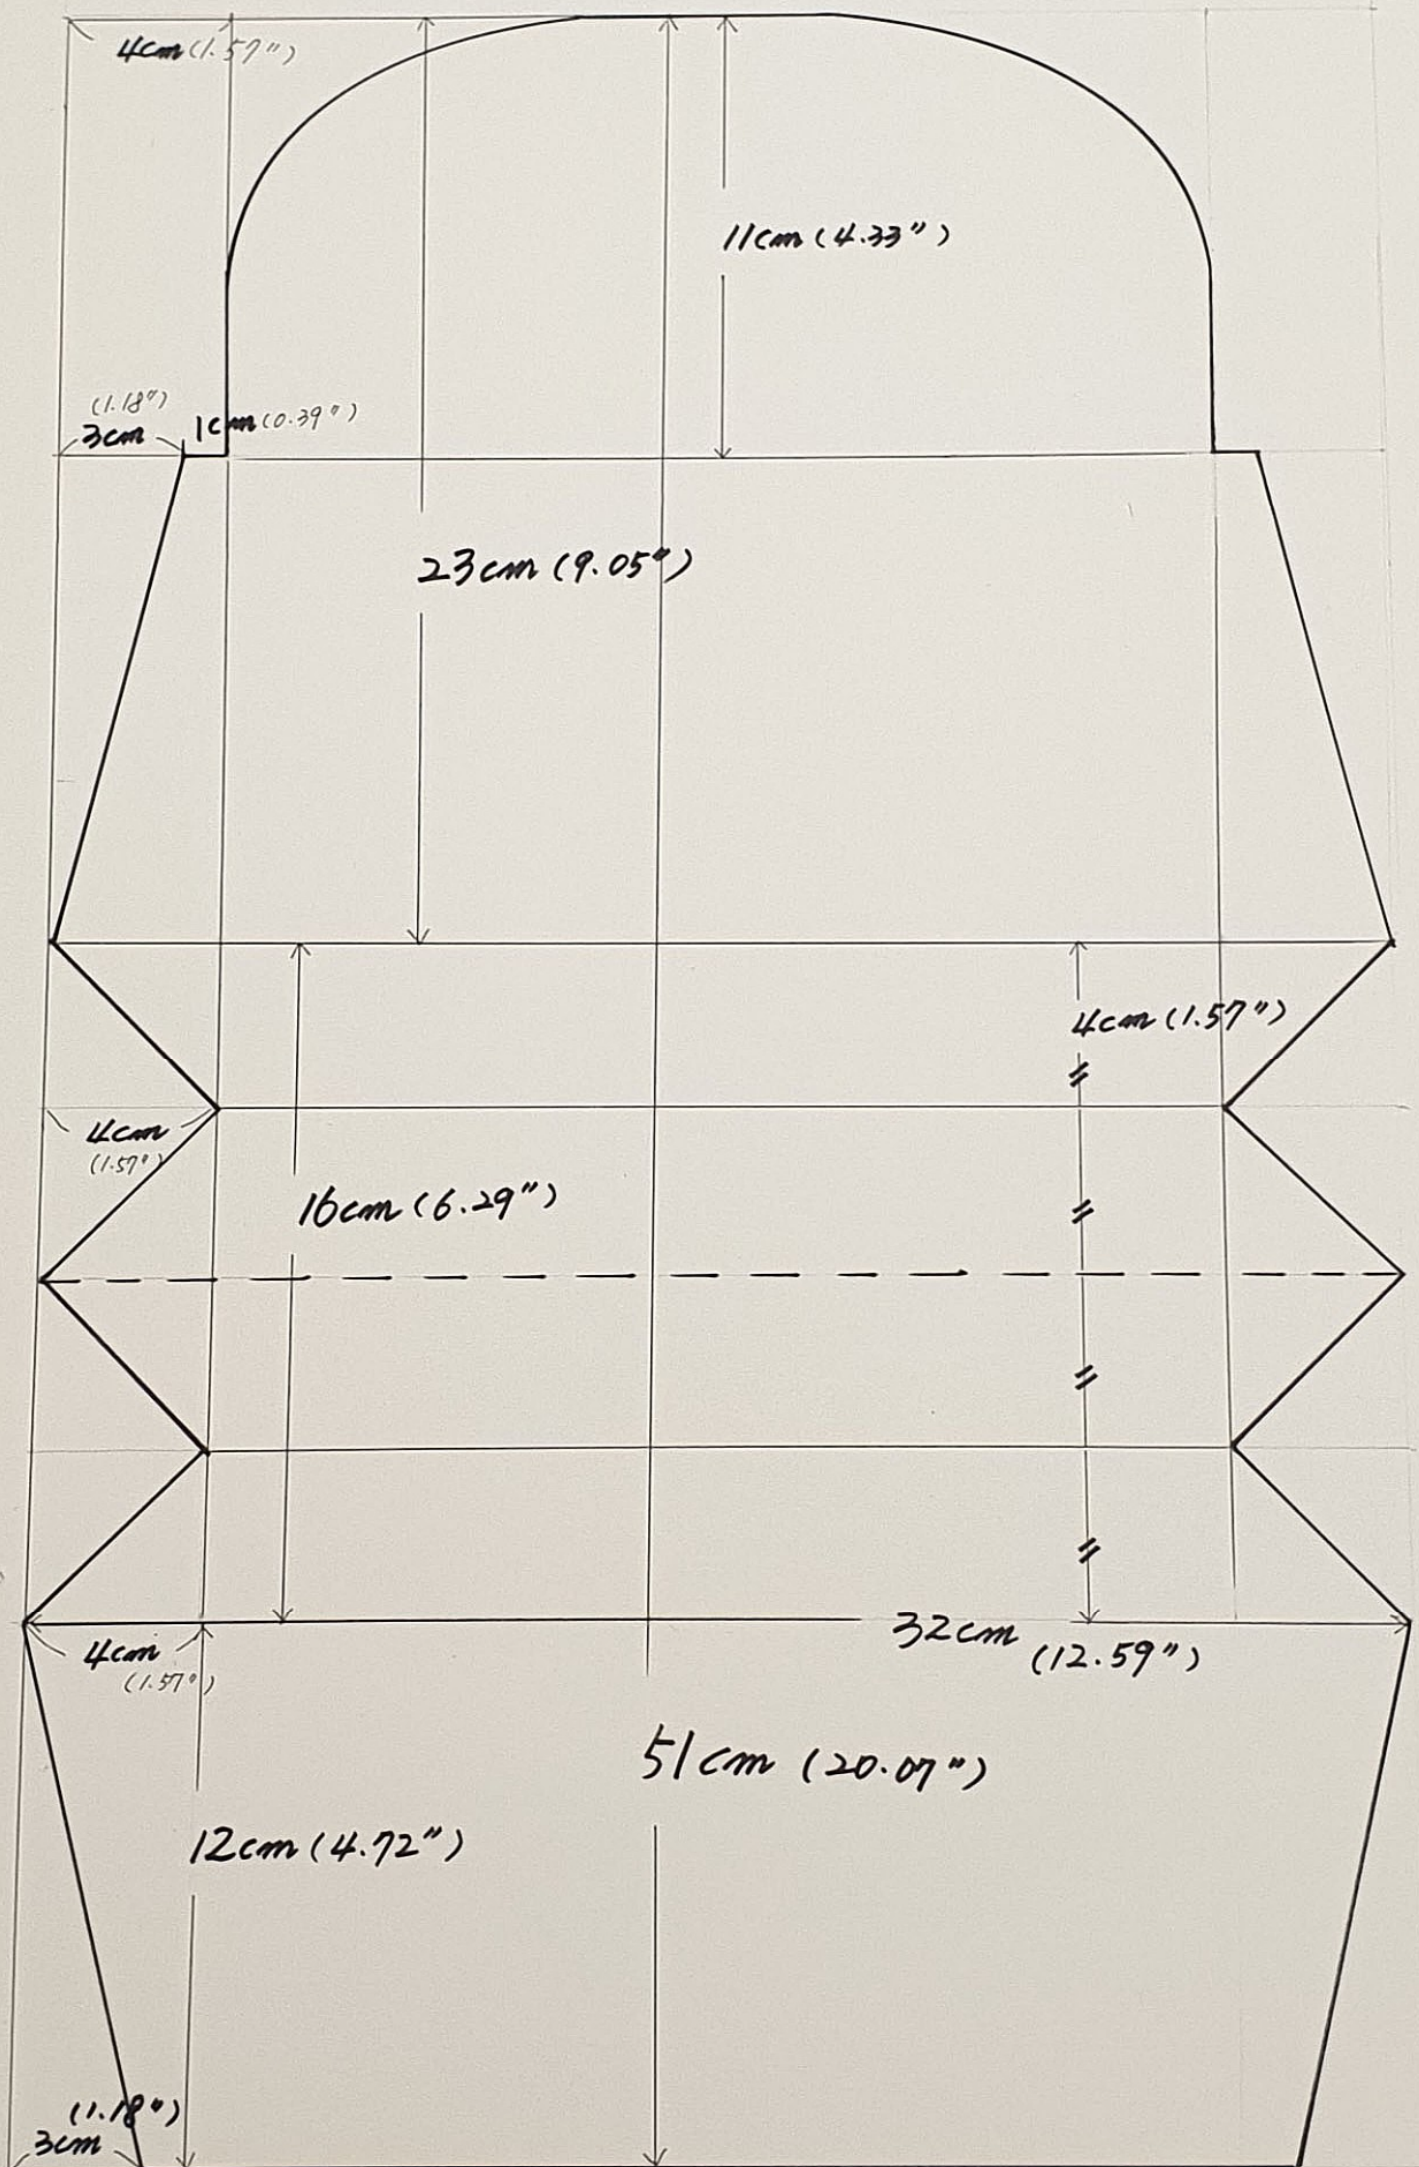 4cm (1.57")
11cm (4.33")
(1.18")
3cm
1cm (0.39")
23cm (9.05")
4cm (1.57")
4cm
(1.57")
16cm (6.29")
32cm
(12.59")
4cm
(1.57")
51cm (20.07")
12cm (4.72")
(1.18")
3cm